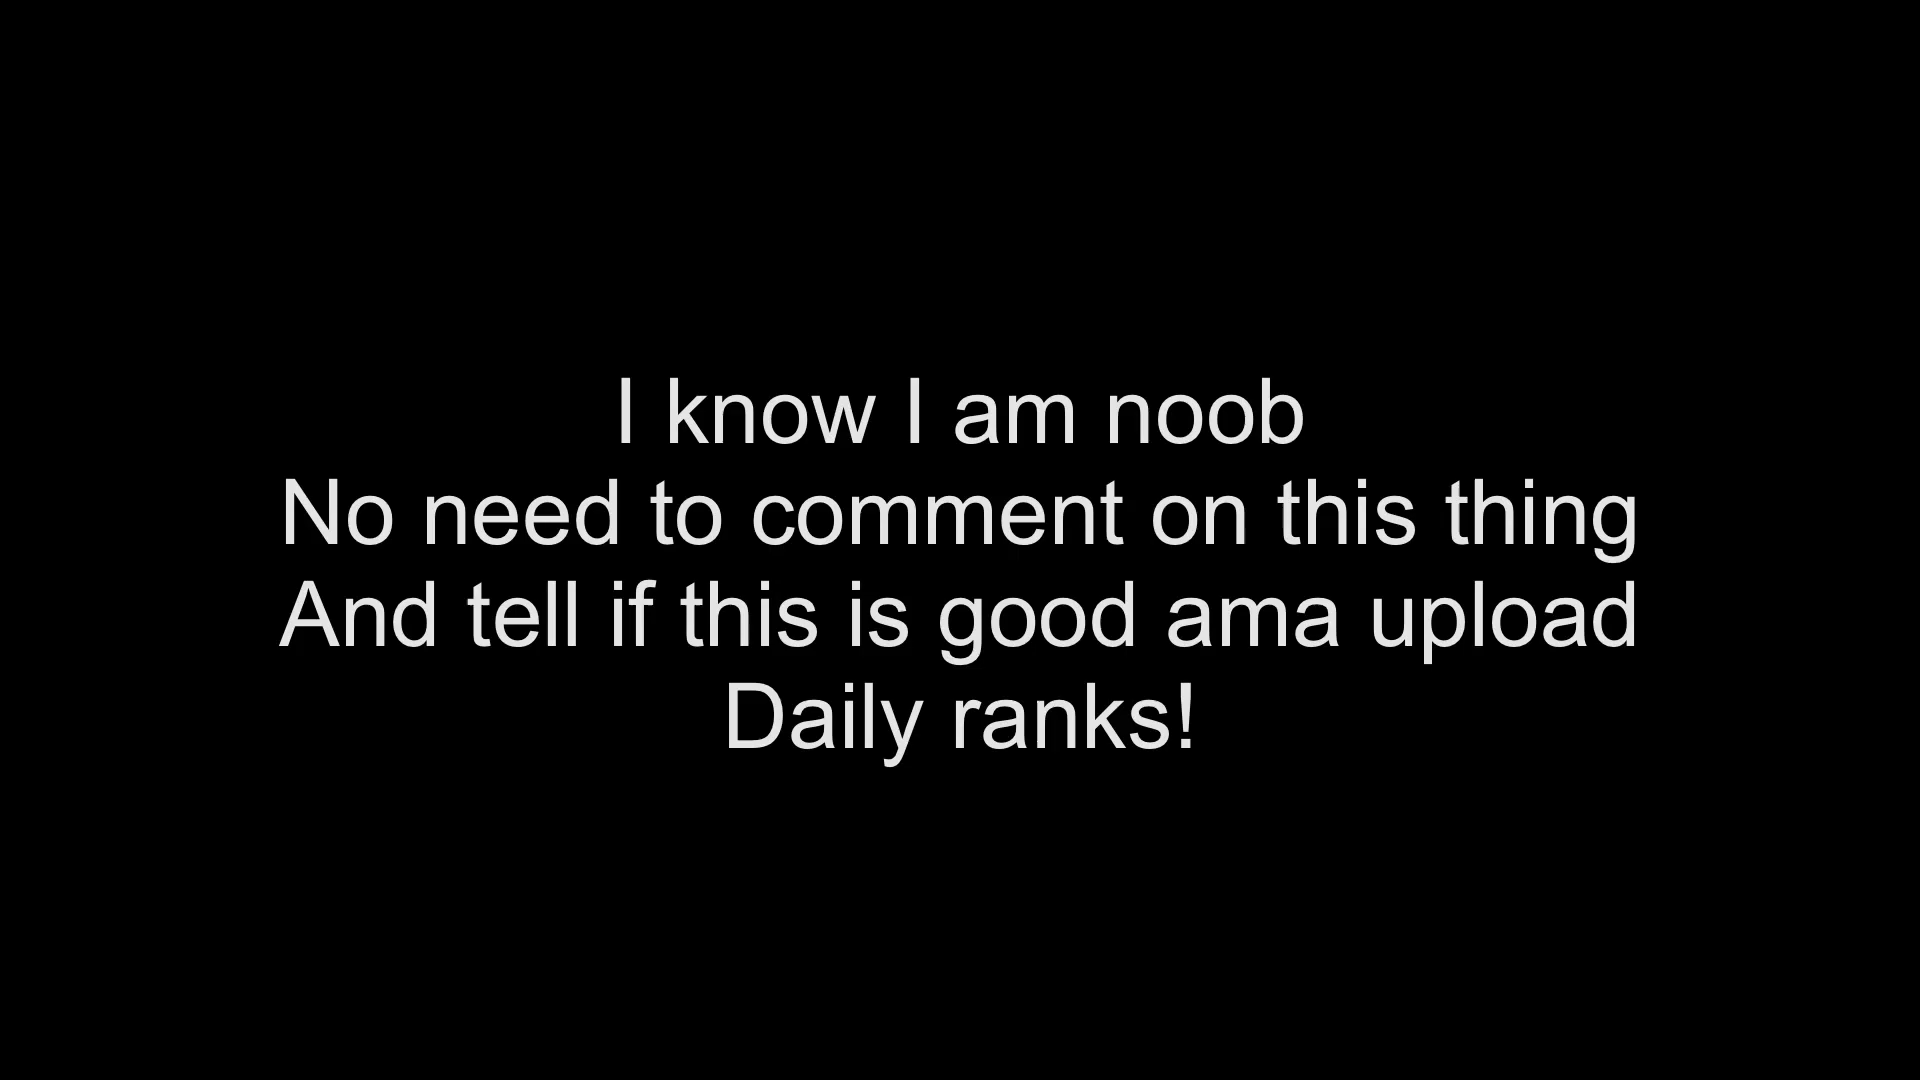 I know I am noob
No need to comment on this thing
And tell if this is good ama upload
Daily ranks!